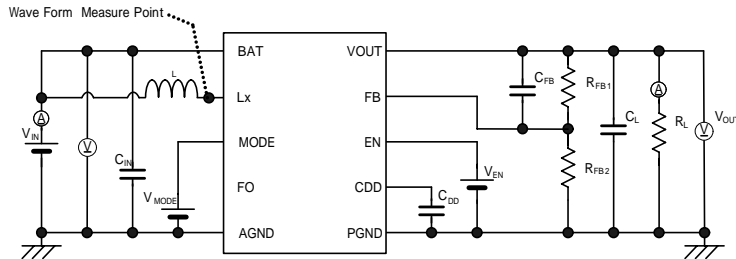 Wave Form Measure Point
BAT VOUT
L
CFB RFB1
A
Lx FB
A
VIN
CL RL VOUT
V
MODE EN
V
CIN
VEN RFB2
FO CDD
VMODE CDD
AGND PGND